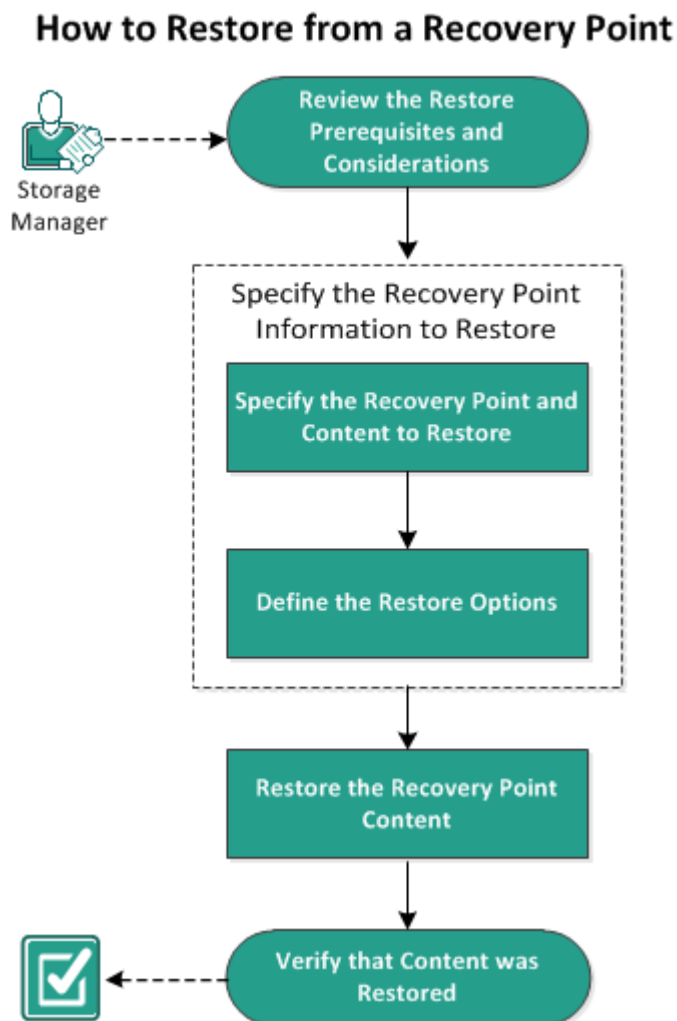 How to Restore from a Recovery Point
Review the Restore
Prerequisites and
Considerations
Storage
Manager
Specify the Recovery Point
Information to Restore
Specify the Recovery Point and
Content to Restore
Define the Restore Options
Restore the Recovery Point
Content
Verify that Content was
Restored